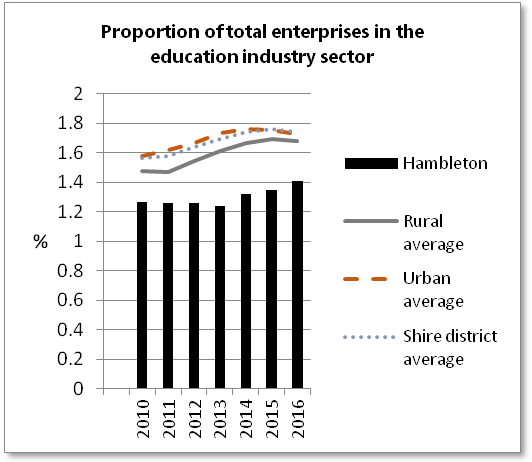 Proportion of total enterprises in the
education industry sector
2
1.8
1.6
1.4
1.2
1
0.8
0.6
0.4
0.2
0
%
2010
2011
2012
2013
2014
2015
2016
Hambleton
Rural
average
Urban
average
Shire district
average